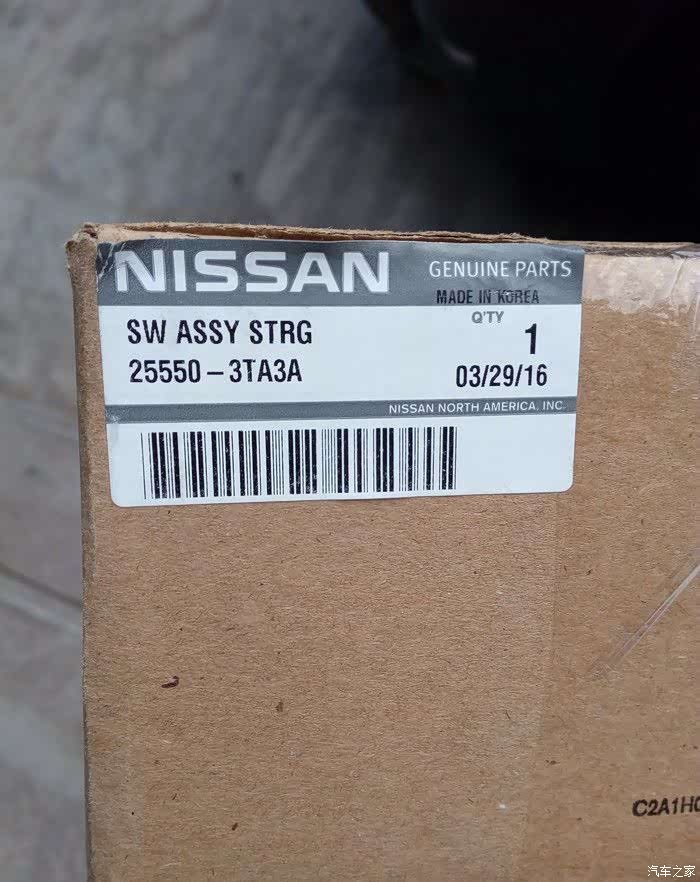 NISSAN GENUINE PARTS
MADE IN KOREA
Q'TY
SW ASSY STRG 1
25550-3TA3A 03/29/16
NISSAN NORTH AMERICA, INC.
C2A1H
汽车之家